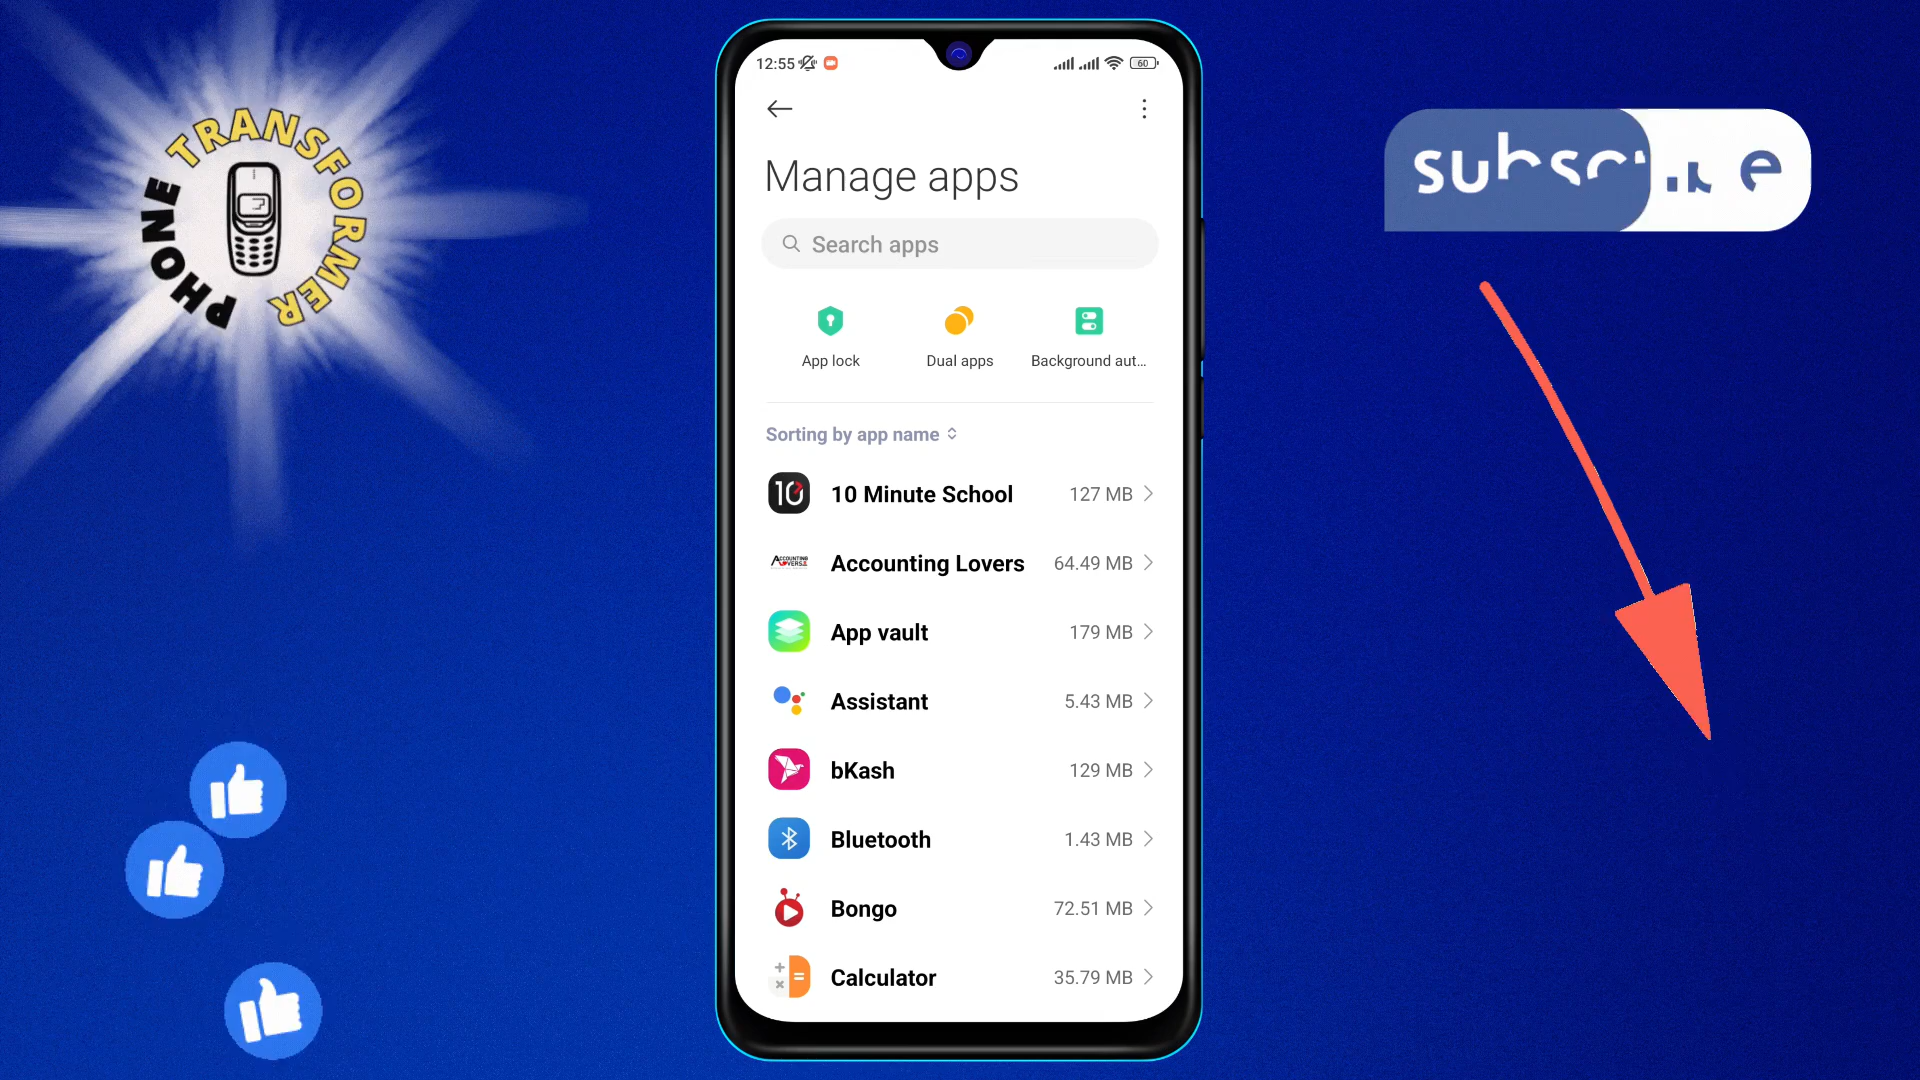 PHONE TRANSFORMER
12:55
60
Manage apps
Search apps
App lock
Dual apps
Background aut...
Sorting by app name
10 Minute School
127 MB
Accounting Lovers
64.49 MB
App vault
179 MB
Assistant
5.43 MB
bKash
129 MB
Bluetooth
1.43 MB
Bongo
72.51 MB
Calculator
35.79 MB